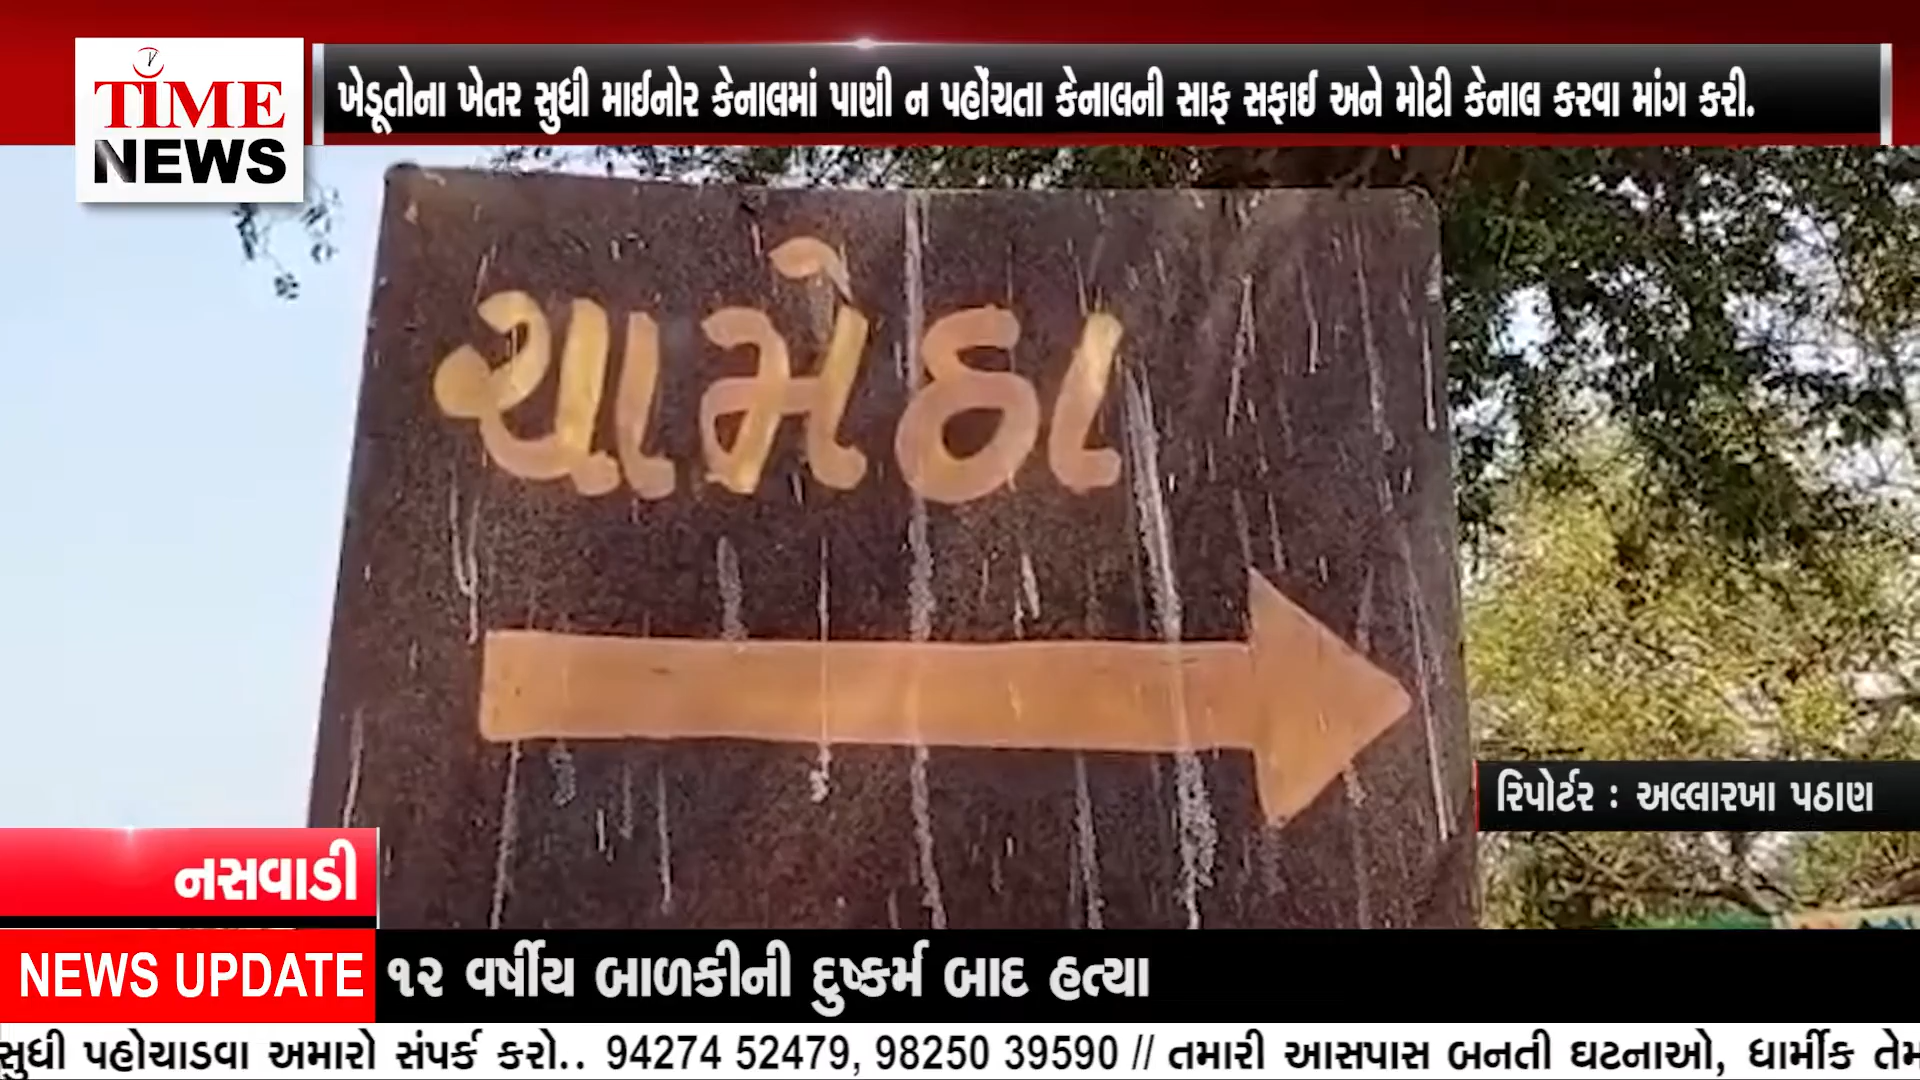 TIME
NEWS
ખેડૂતોના ખેતર સુધી માઈનોર કેનાલમાં પાણી ન પહોંચતા કેનાલની સાફ સફાઈ અને મોટી કેનાલ કરવા માંગ કરી.
ચામેઠા
રિપોર્ટર : અલ્લારખા પઠાણ
નસવાડી
NEWS UPDATE
૧૨ વર્ષીય બાળકીની દુષ્કર્મ બાદ હત્યા
સુધી પહોચાડવા અમારો સંપર્ક કરો.. 94274 52479, 98250 39590 // તમારી આસપાસ બનતી ઘટનાઓ, ધાર્મીક તેમ